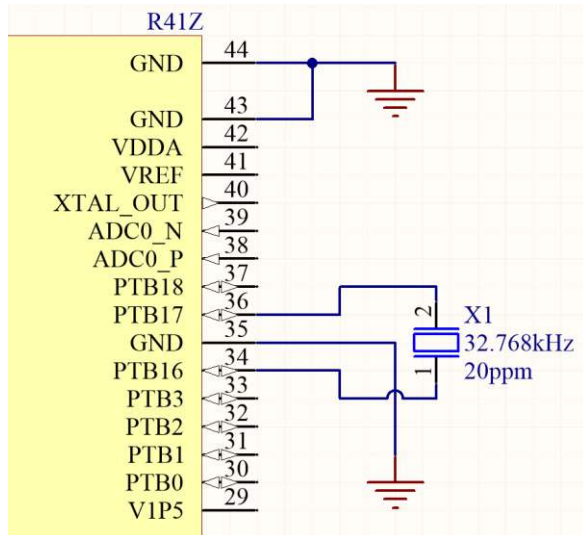 R41Z
GND 44
GND 43
VDDA 42
VREF 41
XTAL_OUT 40
ADC0_N 39
ADC0_P 38
PTB18 37
PTB17 36
GND 35
PTB16 34
PTB3 33
PTB2 32
PTB1 31
PTB0 30
V1P5 29
2 X1
32.768kHz
1 20ppm